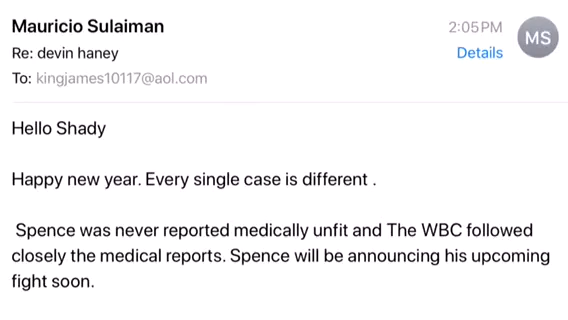 Mauricio Sulaiman
2:05 PM
MS
Re: devin haney
Details
To: kingjames10117@aol.com
Hello Shady
Happy new year. Every single case is different .
Spence was never reported medically unfit and The WBC followed
closely the medical reports. Spence will be announcing his upcoming
fight soon.